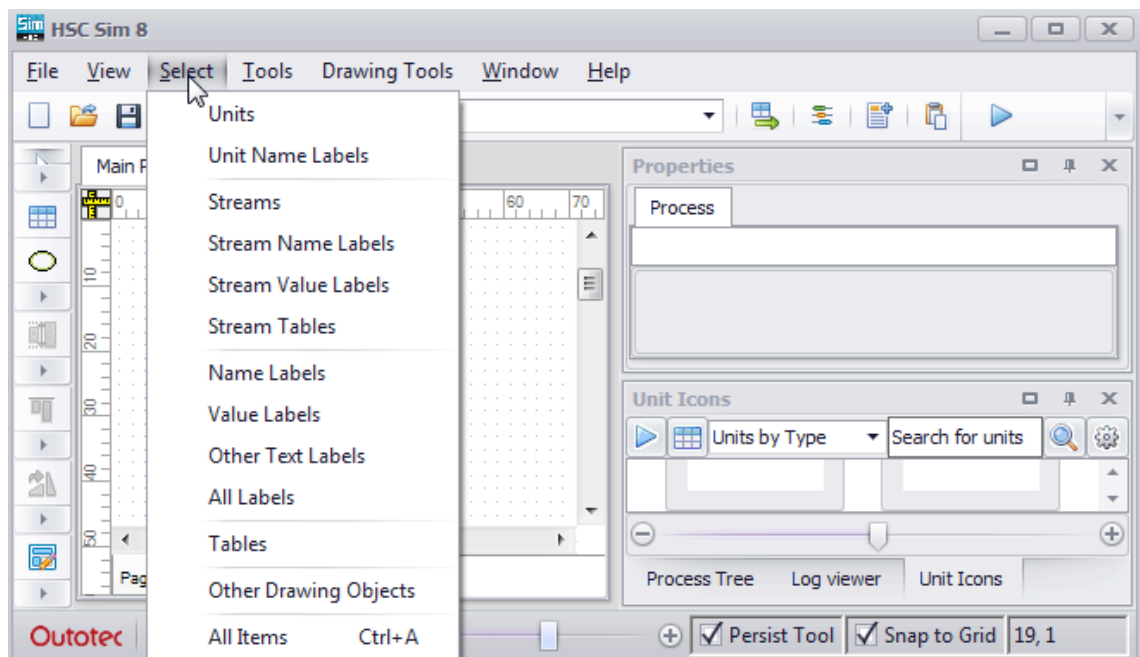 Sim HSC Sim 8
File View Select Tools Drawing Tools Window Help
Units
Unit Name Labels
Streams
Stream Name Labels
Stream Value Labels
Stream Tables
Name Labels
Value Labels
Other Text Labels
All Labels
Tables
Other Drawing Objects
All Items Ctrl+A
Main P
0 60 70
10
20
30
40
50
Pag
Properties
Process
Unit Icons
Units by Type Search for units
Process Tree Log viewer Unit Icons
Outotec Persist Tool Snap to Grid 19, 1